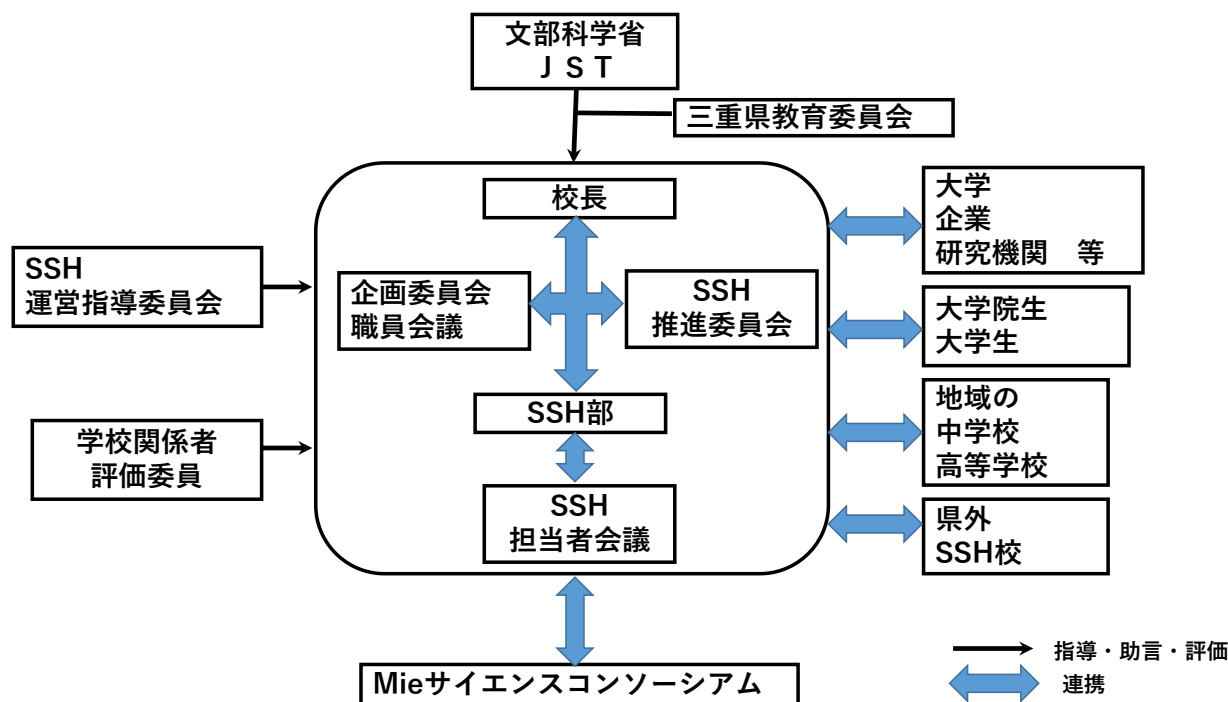 文部科学省
ＪＳＴ
三重県教育委員会
校長
大学
企業
研究機関　等
SSH
運営指導委員会
企画委員会
職員会議
SSH
推進委員会
大学院生
大学生
SSH部
地域の
中学校
高等学校
学校関係者
評価委員
SSH
担当者会議
県外
SSH校
Mieサイエンスコンソーシアム
指導・助言・評価
連携